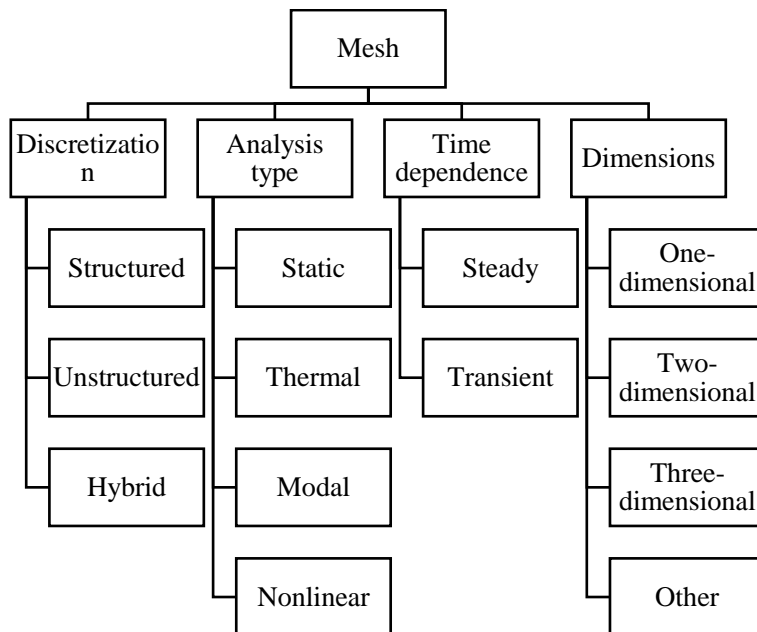 Mesh
Discretizatio
n
Analysis
type
Time
dependence
Dimensions
Structured
Unstructured
Hybrid
Static
Thermal
Modal
Nonlinear
Steady
Transient
One-
dimensional
Two-
dimensional
Three-
dimensional
Other